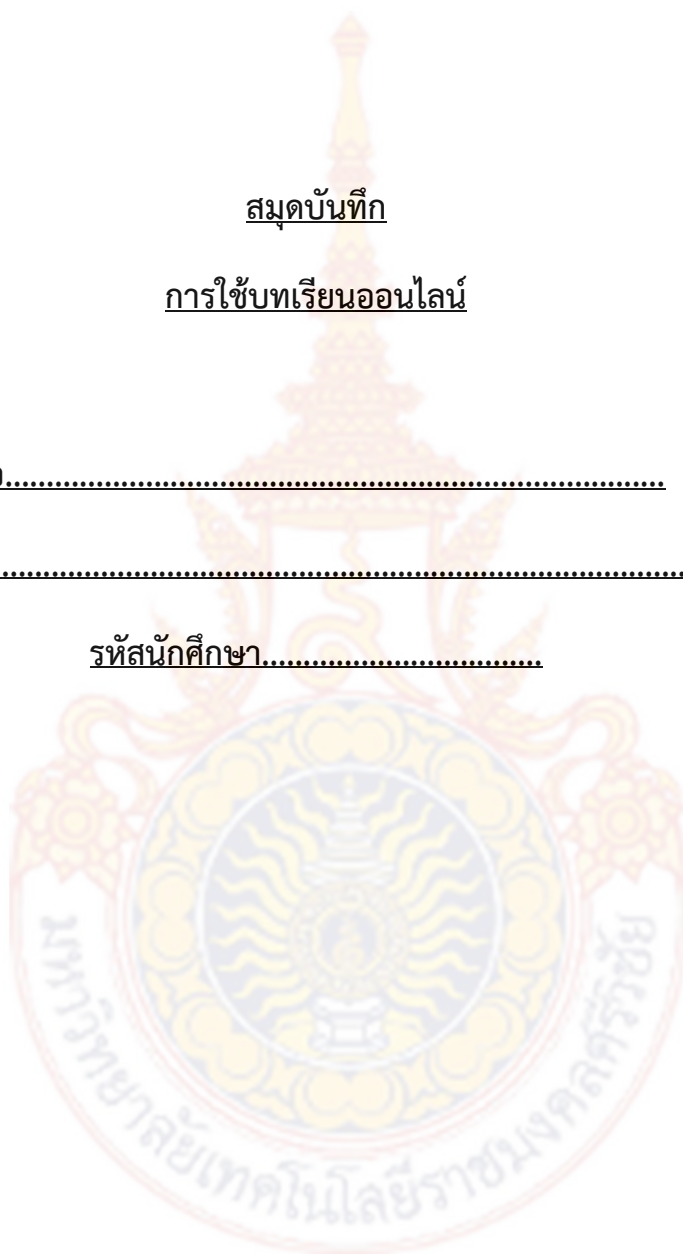 สมุดบันทึก
การใช้บทเรียนออนไลน์
................................................................................
....................................................................................
รหัสนักศึกษา..................................
มหาวิทยาลัยเทคโนโลยีราชมงคลศรีวิชัย